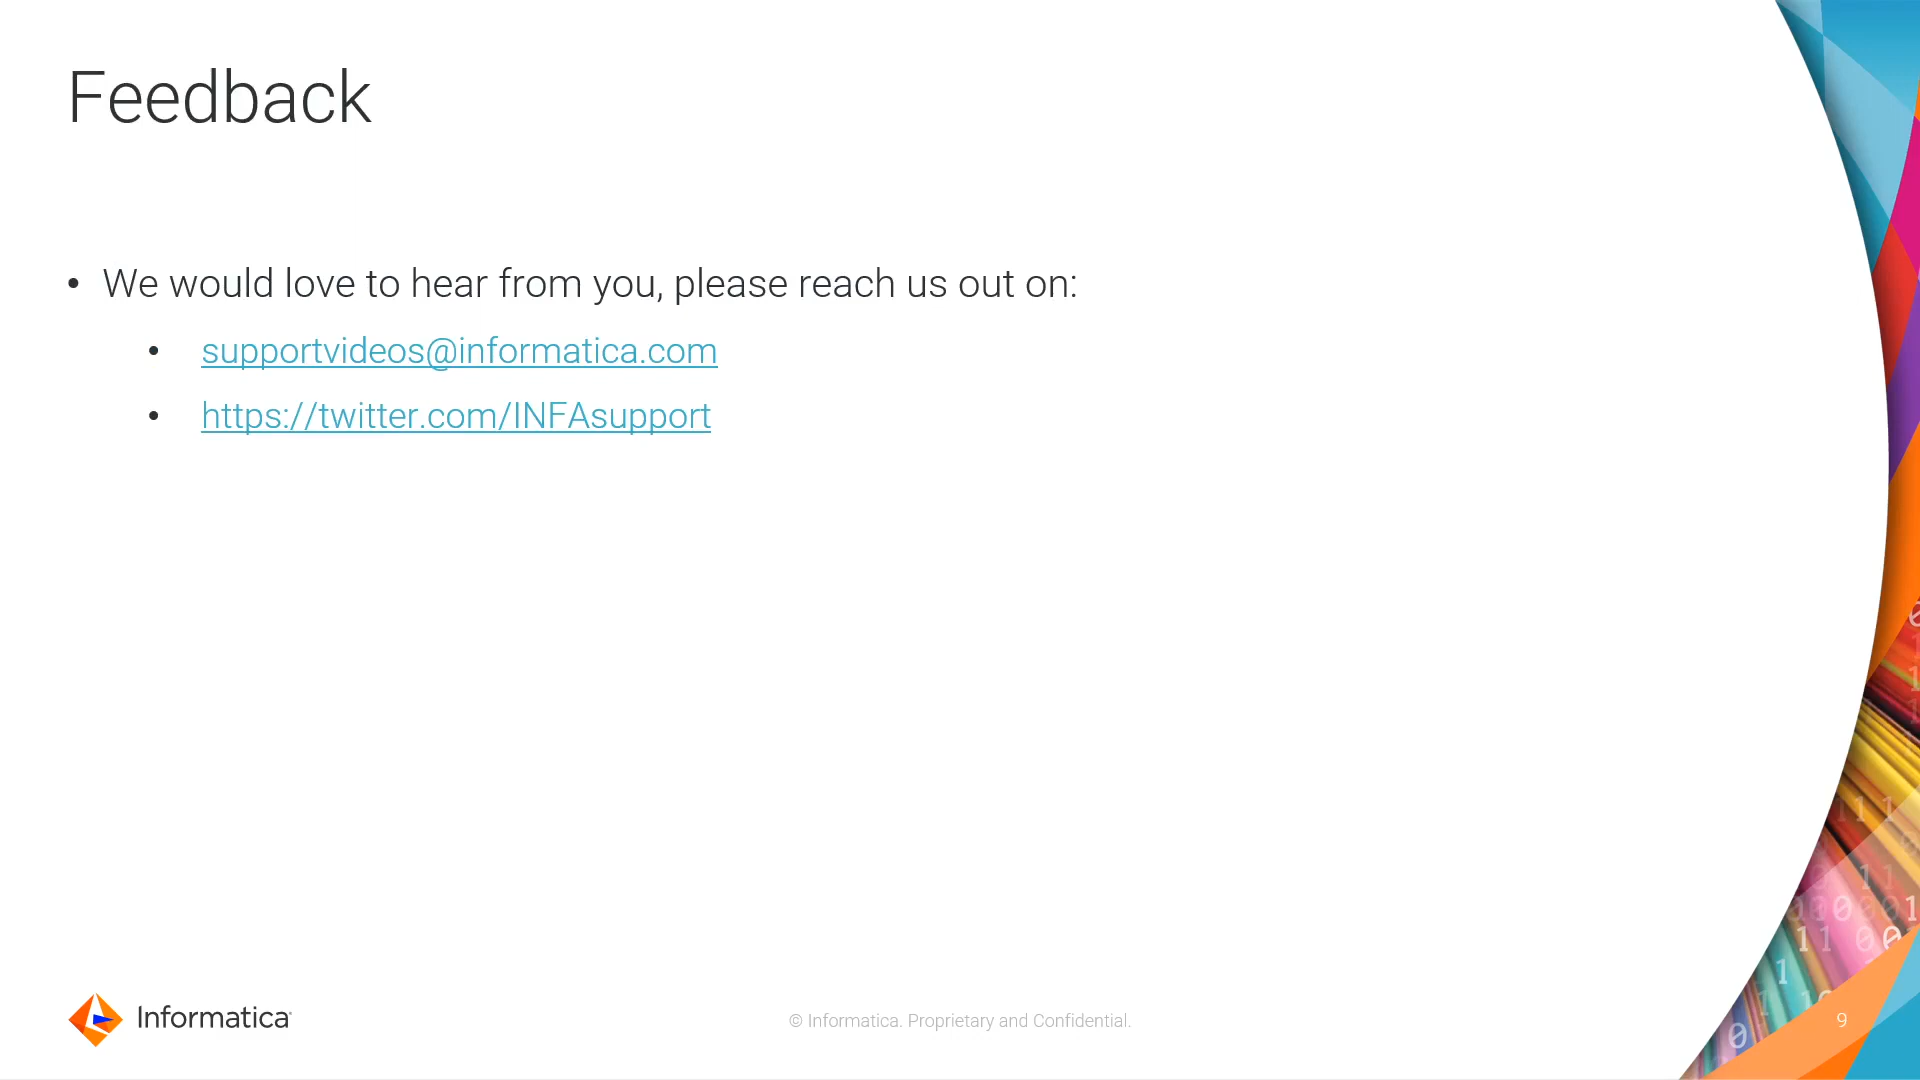 Feedback
• We would love to hear from you, please reach us out on:
• supportvideos@informatica.com
• https://twitter.com/INFAsupport
Informatica
© Informatica. Proprietary and Confidential.
9